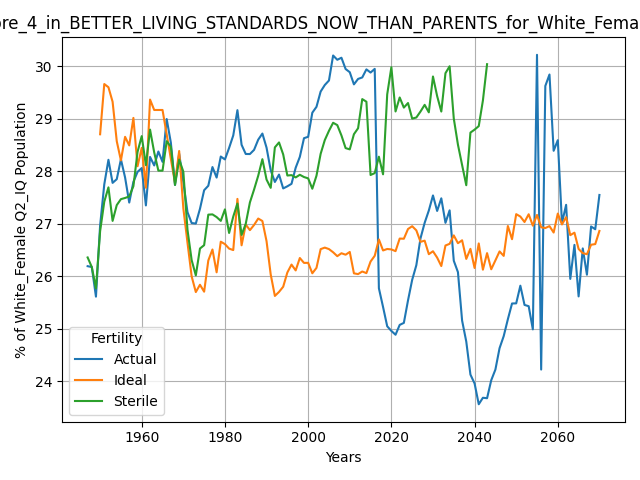 ore_4_in_BETTER_LIVING_STANDARDS_NOW_THAN_PARENTS_for_White_Fema
% of White_Female Q2_IQ Population
30
29
28
27
26
25
24
Fertility
Actual
Ideal
Sterile
1960 1980 2000 2020 2040 2060
Years